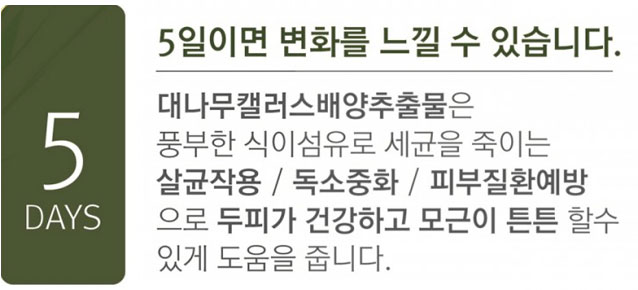 5
DAYS
5일이면 변화를 느낄 수 있습니다.
대나무캘러스배양추출물은
풍부한 식이섬유로 세균을 죽이는
살균작용 / 독소중화 / 피부질환예방
으로 두피가 건강하고 모근이 튼튼 할수
있게 도움을 줍니다.